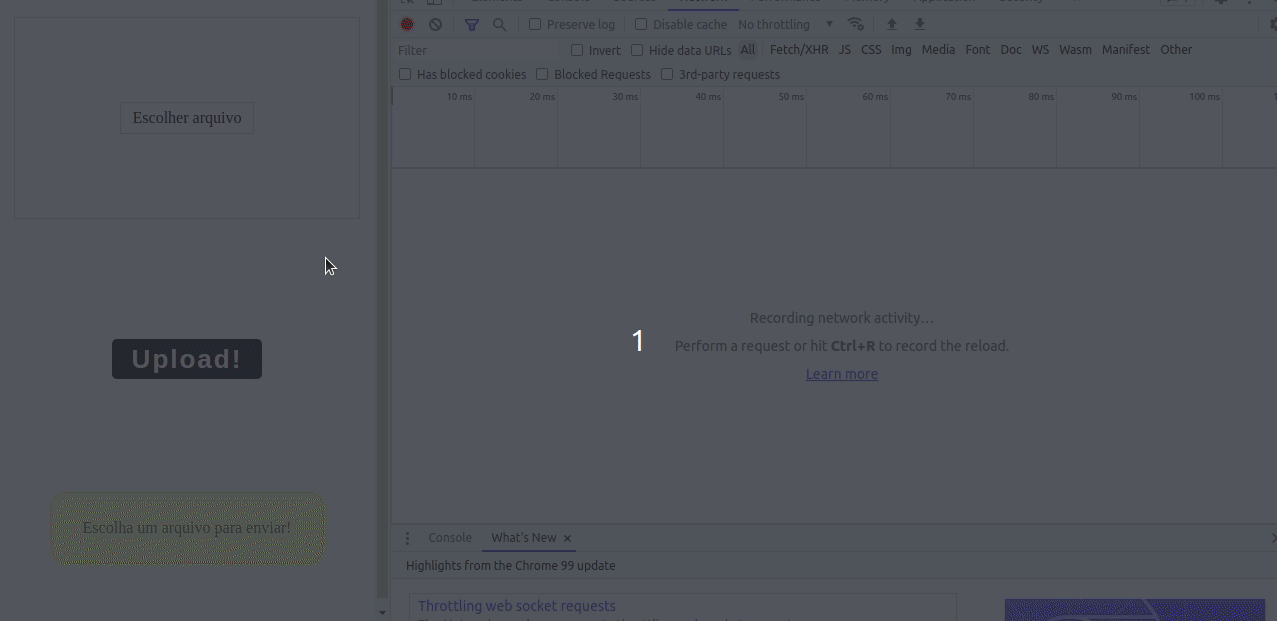 Escolher arquivo
Upload!
Escolha um arquivo para enviar!
1
Preserve log Disable cache No throttling
Filter Invert Hide data URLs All Fetch/XHR JS CSS Img Media Font Doc WS Wasm Manifest Other
Has blocked cookies Blocked Requests 3rd-party requests
10 ms 20 ms 30 ms 40 ms 50 ms 60 ms 70 ms 80 ms 90 ms 100 ms
Recording network activity…
Perform a request or hit Ctrl+R to record the reload.
Learn more
Console What's New
Highlights from the Chrome 99 update
Throttling web socket requests